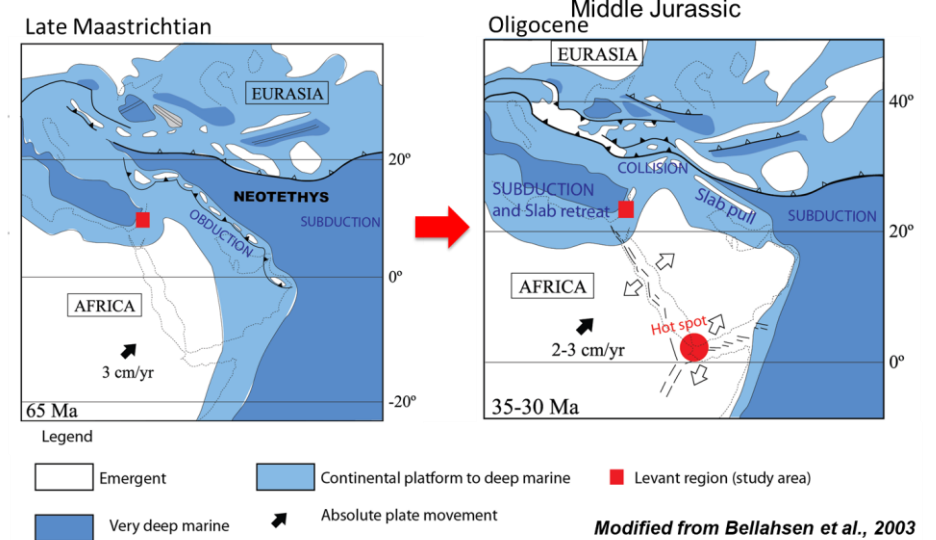 Middle Jurassic
Late Maastrichtian
Oligocene
EURASIA
20º
NEOTETHYS
SUBDUCTION
OBDUCTION
0º
AFRICA
3 cm/yr
-20º
65 Ma
EURASIA
40º
COLLISION
SUBDUCTION
and Slab retreat
Slab pull
SUBDUCTION
20º
AFRICA
Hot spot
2-3 cm/yr
0º
35-30 Ma
Legend
Emergent
Continental platform to deep marine
Levant region (study area)
Very deep marine
Absolute plate movement
Modified from Bellahsen et al., 2003